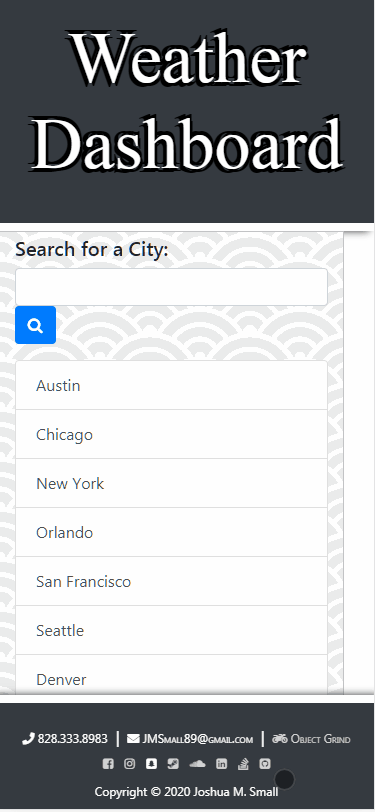 Weather
Dashboard
Search for a City:
Austin
Chicago
New York
Orlando
San Francisco
Seattle
Denver
828.333.8983 | JMSmall89@gmail.com | Object Grind
Copyright © 2020 Joshua M. Small